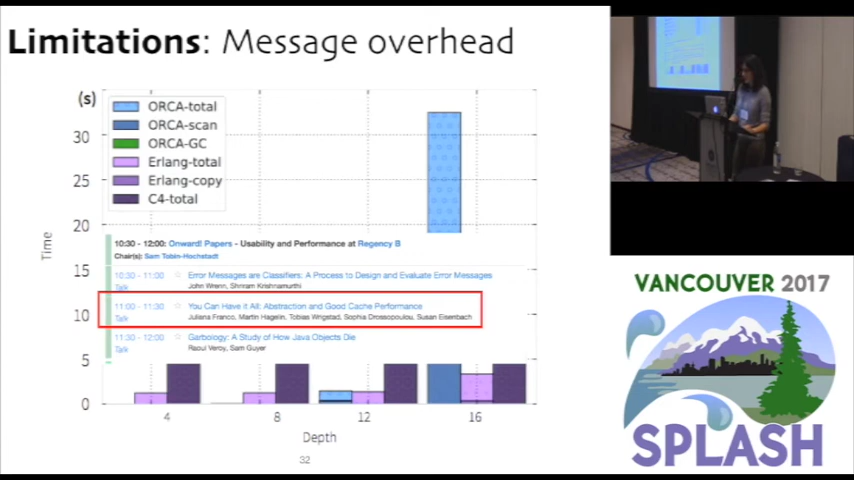 Limitations: Message overhead
(s)
ORCA-total
ORCA-scan
ORCA-GC
Erlang-total
Erlang-copy
C4-total
30
25
20
15
10
5
0
Time
10:30 - 12:00: Onward! Papers - Usability and Performance at Regency B
Chair(s): Sam Tobin-Hochstadt
10:30 - 11:00 Error Messages are Classifiers: A Process to Design and Evaluate Error Messages
Talk John Wrenn, Shriram Krishnamurthi
11:00 - 11:30 You Can Have it All: Abstraction and Good Cache Performance
Talk Juliana Franco, Martin Hagelin, Tobias Wrigstad, Sophia Drossopoulou, Susan Eisenbach
11:30 - 12:00 Garbology: A Study of How Java Objects Die
Talk Raoul Veroy, Sam Guyer
4 8 12 16
Depth
32
VANCOUVER 2017
SPLASH